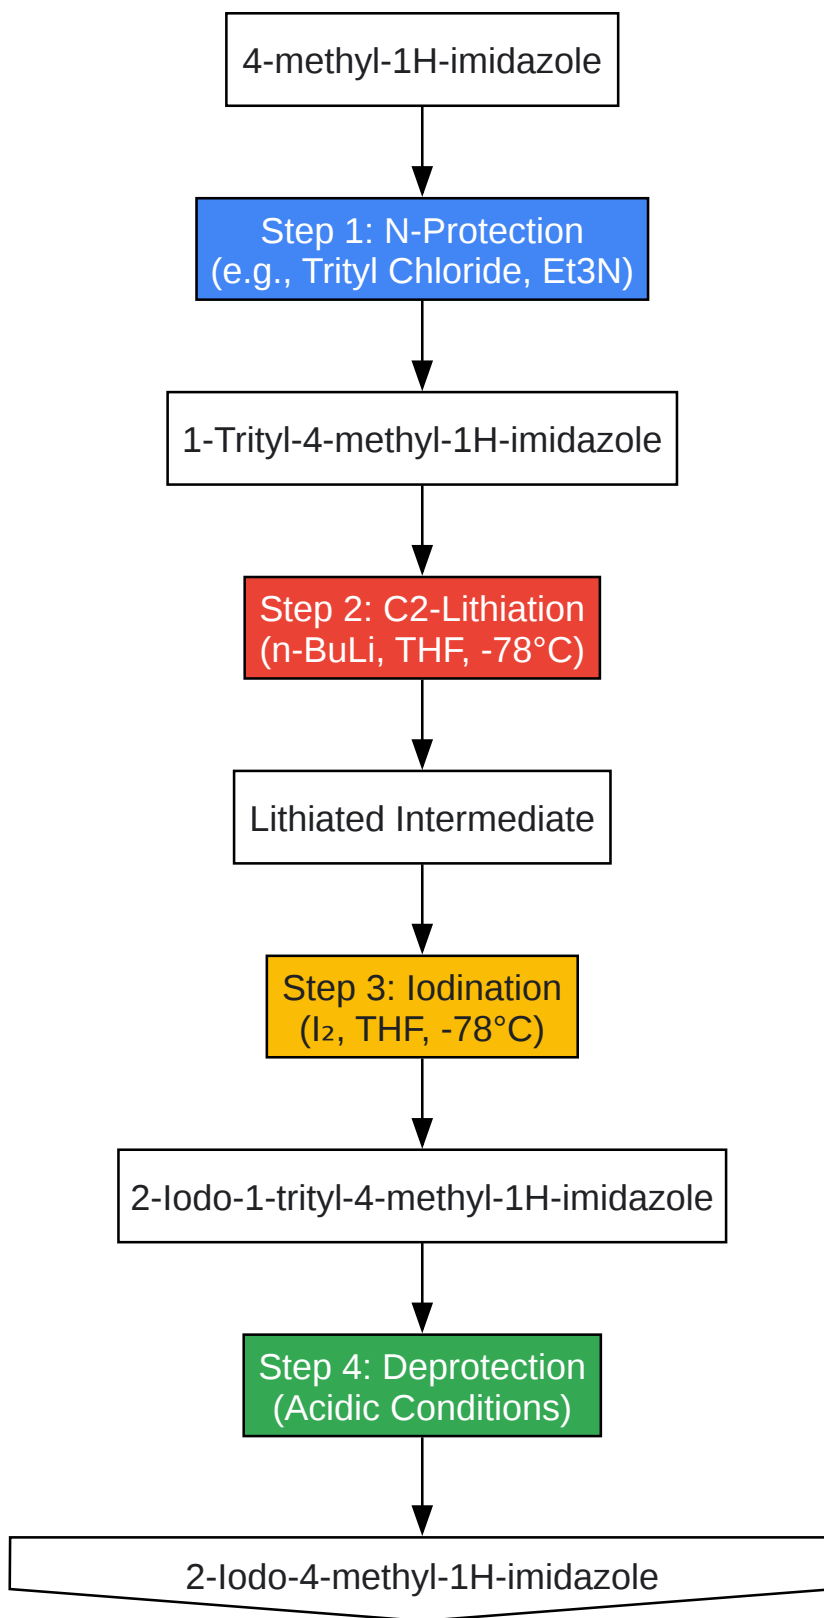 4-methyl-1H-imidazole
Step 1: N-Protection
(e.g., Trityl Chloride, Et3N)
1-Trityl-4-methyl-1H-imidazole
Step 2: C2-Lithiation
(n-BuLi, THF, -78°C)
Lithiated Intermediate
Step 3: Iodination
(I₂, THF, -78°C)
2-Iodo-1-trityl-4-methyl-1H-imidazole
Step 4: Deprotection
(Acidic Conditions)
2-Iodo-4-methyl-1H-imidazole